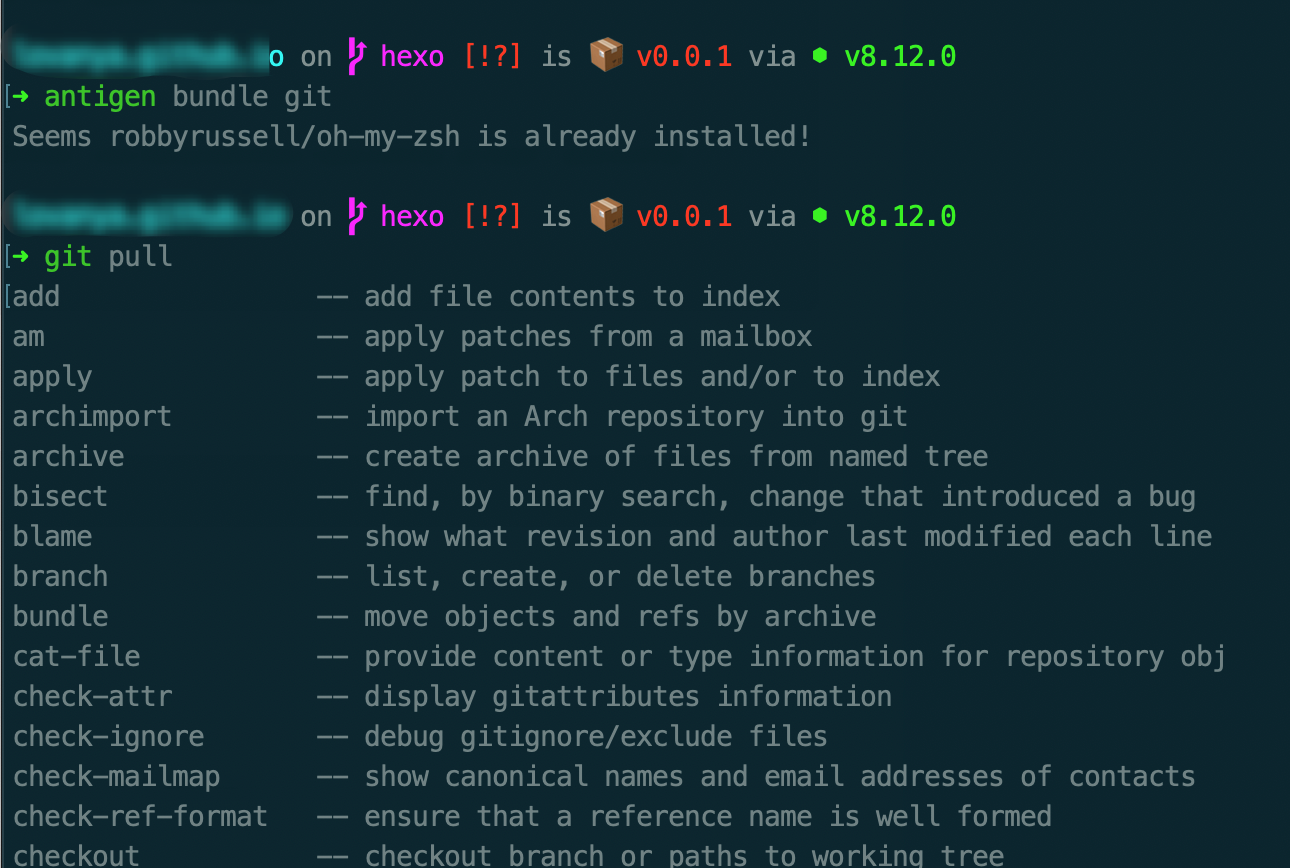 o on hexo [!?] is 📦 v0.0.1 via ⬢ v8.12.0
[➜ antigen bundle git
Seems robbyrussell/oh-my-zsh is already installed!
on hexo [!?] is 📦 v0.0.1 via ⬢ v8.12.0
[➜ git pull
[add -- add file contents to index
am -- apply patches from a mailbox
apply -- apply patch to files and/or to index
archimport -- import an Arch repository into git
archive -- create archive of files from named tree
bisect -- find, by binary search, change that introduced a bug
blame -- show what revision and author last modified each line
branch -- list, create, or delete branches
bundle -- move objects and refs by archive
cat-file -- provide content or type information for repository obj
check-attr -- display gitattributes information
check-ignore -- debug gitignore/exclude files
check-mailmap -- show canonical names and email addresses of contacts
check-ref-format -- ensure that a reference name is well formed
checkout -- checkout branch or paths to working tree